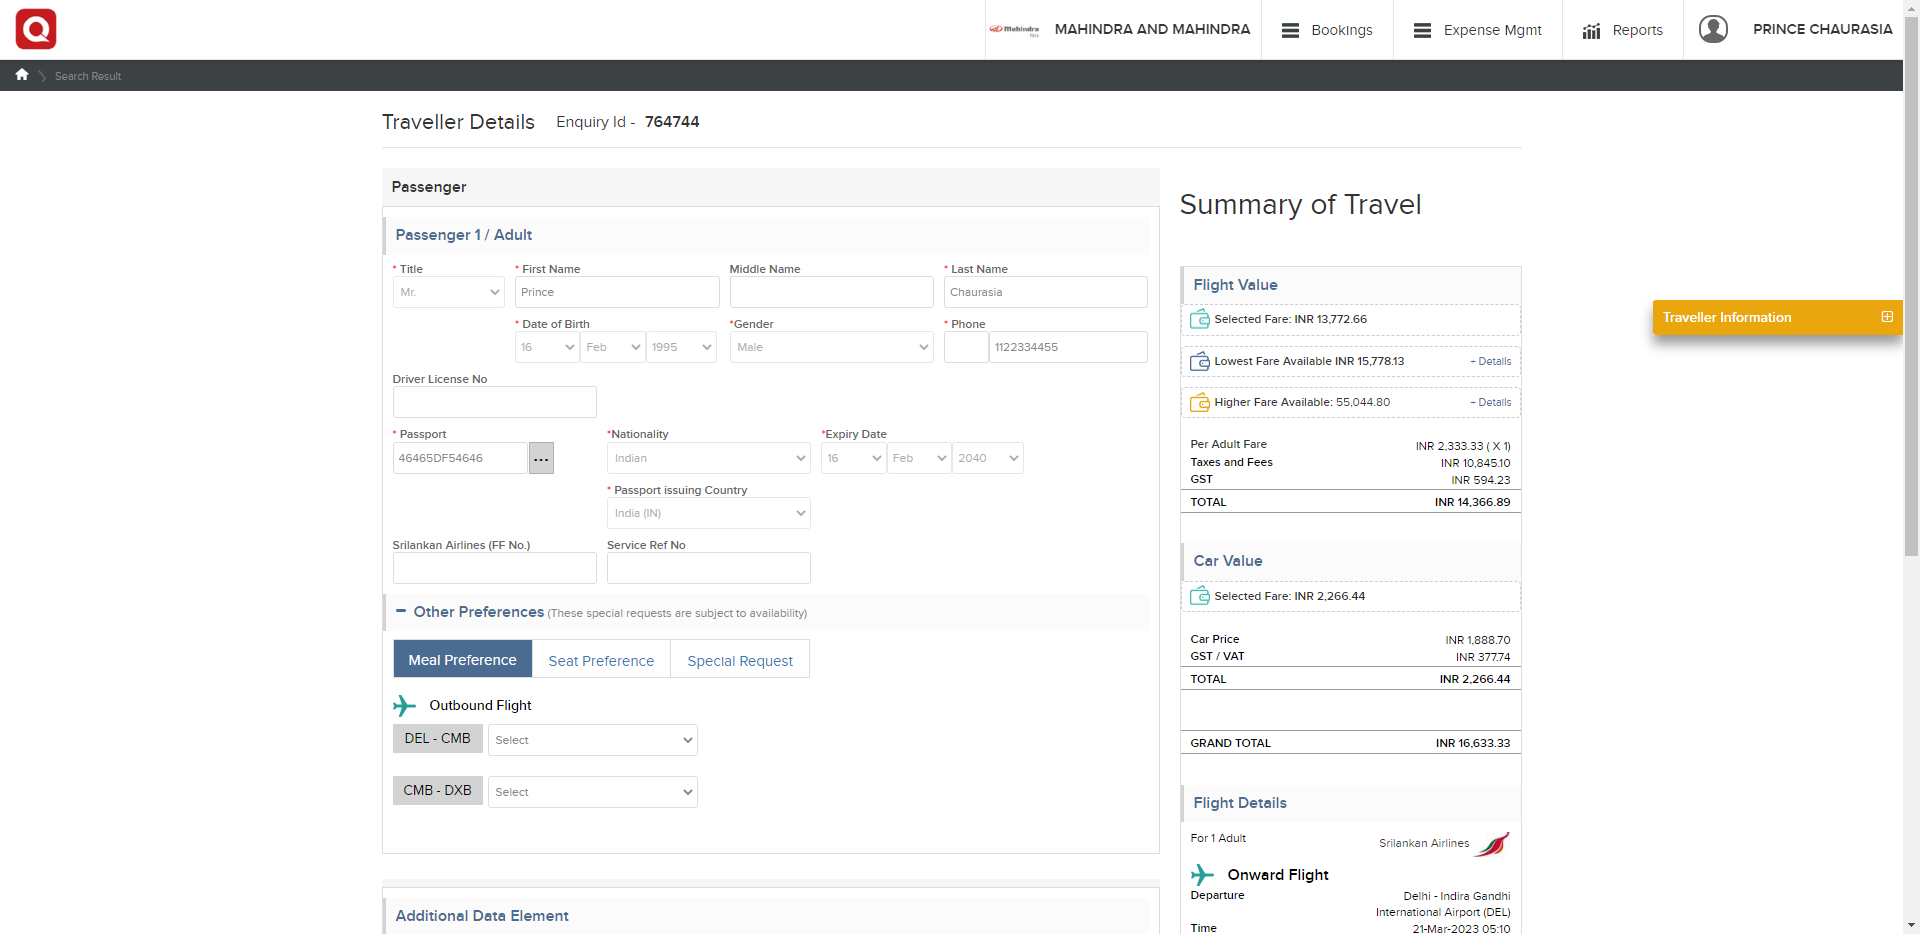 Q
mahindra
MAHINDRA AND MAHINDRA
Bookings
Expense Mgmt
Reports
PRINCE CHAURASIA
Search Result
Traveller Details Enquiry Id - 764744
Passenger
Passenger 1 / Adult
* Title * First Name Middle Name * Last Name
Mr. Prince Chaurasia
* Date of Birth *Gender * Phone
16 Feb 1995 Male 1122334455
Driver License No
* Passport *Nationality *Expiry Date
46465DF54646 ... Indian 16 Feb 2040
* Passport issuing Country
India (IN)
Srilankan Airlines (FF No.) Service Ref No
Other Preferences (These special requests are subject to availability)
Meal Preference Seat Preference Special Request
Outbound Flight
DEL - CMB Select
CMB - DXB Select
Additional Data Element
Summary of Travel
Flight Value
Selected Fare: INR 13,772.66
Lowest Fare Available INR 15,778.13 + Details
Higher Fare Available: 55,044.80 + Details
Per Adult Fare INR 2,333.33 ( X 1)
Taxes and Fees INR 10,845.10
GST INR 594.23
TOTAL INR 14,366.89
Car Value
Selected Fare: INR 2,266.44
Car Price INR 1,888.70
GST / VAT INR 377.74
TOTAL INR 2,266.44
GRAND TOTAL INR 16,633.33
Flight Details
For 1 Adult Srilankan Airlines
Onward Flight
Departure Delhi - Indira Gandhi
International Airport (DEL)
Time 21-Mar-2023 05:10
Traveller Information